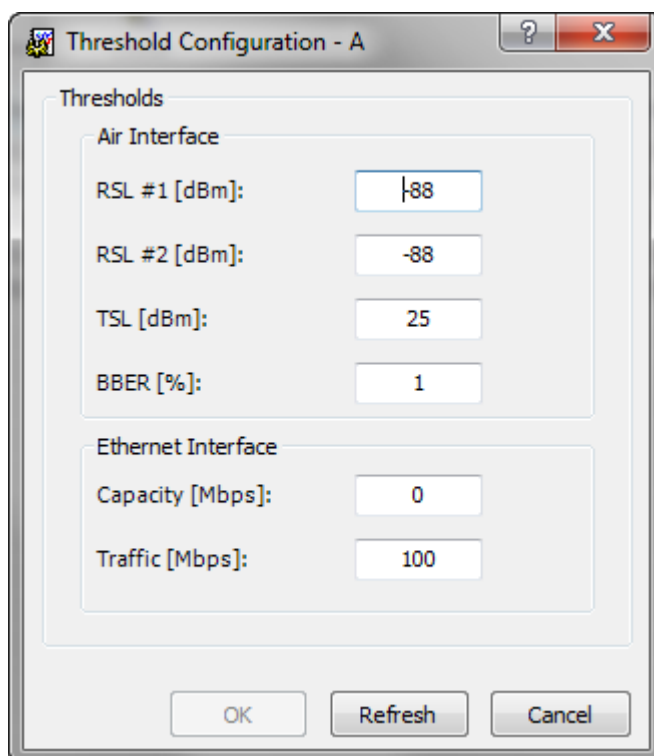 Threshold Configuration - A
Thresholds
Air Interface
RSL #1 [dBm]: -88
RSL #2 [dBm]: -88
TSL [dBm]: 25
BBER [%]: 1
Ethernet Interface
Capacity [Mbps]: 0
Traffic [Mbps]: 100
OK Refresh Cancel